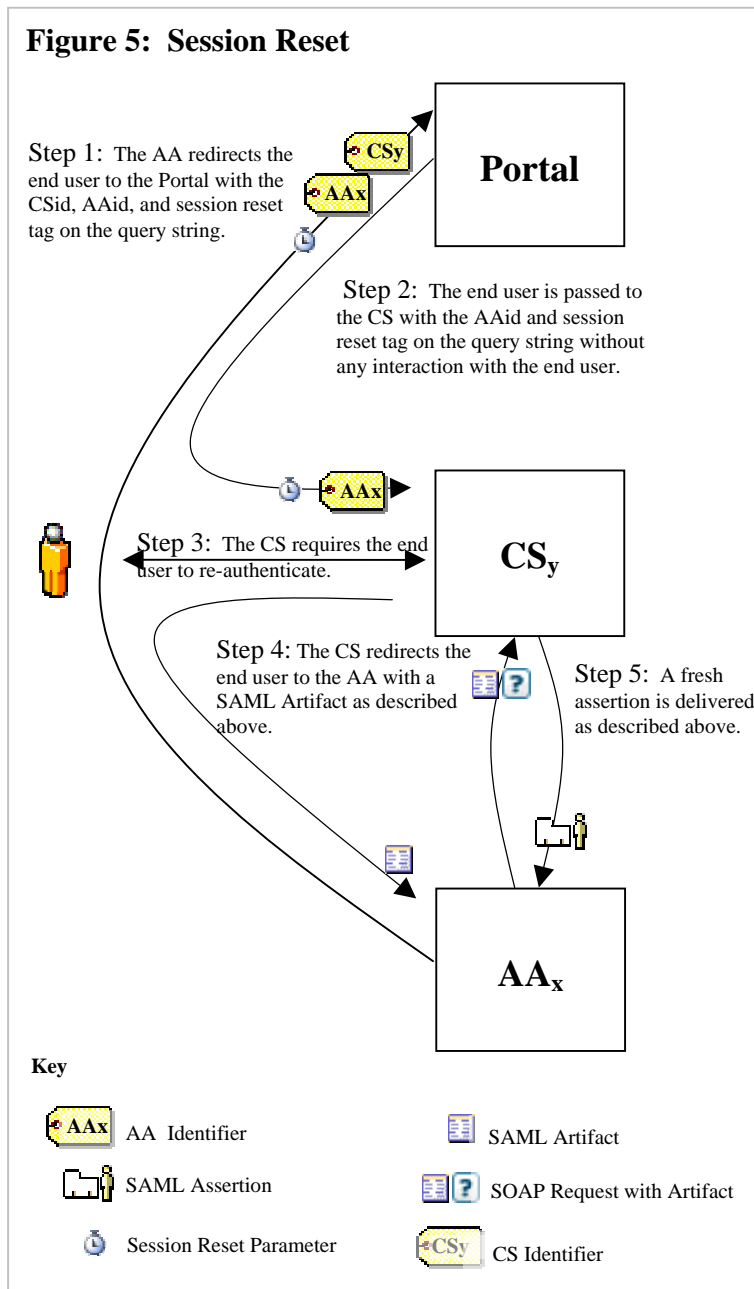 Figure 5: Session Reset
CSy
AAx
Portal
Step 1: The AA redirects the
end user to the Portal with the
CSid, AAid, and session reset
tag on the query string.
Step 2: The end user is passed to
the CS with the AAid and session
reset tag on the query string without
any interaction with the end user.
AAx
Step 3: The CS requires the end
user to re-authenticate.
CSy
Step 4: The CS redirects the
end user to the AA with a
SAML Artifact as described
above.
?
Step 5: A fresh
assertion is delivered
as described above.
AAx
Key
AAx AA Identifier
SAML Artifact
SAML Assertion
? SOAP Request with Artifact
Session Reset Parameter
CSy CS Identifier